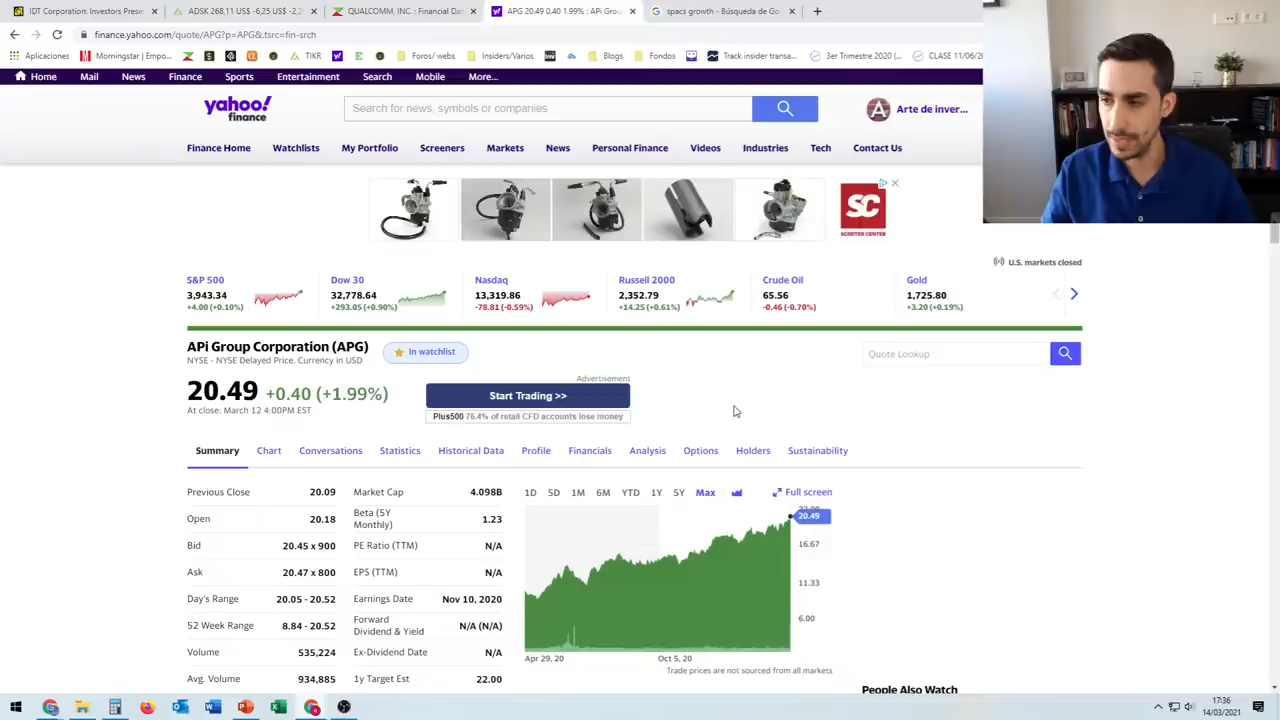 IDT Corporation: Investors Prese
ADSK 268,11 US$ -6,25 US$ -2
QUALCOMM, INC. : Financial Das
APG 20.49 0.40 1.99% : APi Grou
spacs growth - Búsqueda de Go
finance.yahoo.com/quote/APG?p=APG&.tsrc=fin-srch
Aplicaciones
Morningstar | Empo...
TIKR
Foros/ webs
Insiders/Varios
Blogs
Fondos
Track insider transa...
3er Trimestre 2020 (...
CLASE 11/06/20
Home Mail News Finance Sports Entertainment Search Mobile More...
yahoo!
finance
Search for news, symbols or companies
A
Arte de inver...
Finance Home Watchlists My Portfolio Screeners Markets News Personal Finance Videos Industries Tech Contact Us
SC
SCOOTER CENTER
U.S. markets closed
S&P 500
3,943.34
+4.00 (+0.10%)
Dow 30
32,778.64
+293.05 (+0.90%)
Nasdaq
13,319.86
-78.81 (-0.59%)
Russell 2000
2,352.79
+14.25 (+0.61%)
Crude Oil
65.56
-0.46 (-0.70%)
Gold
1,725.80
+3.20 (+0.19%)
APi Group Corporation (APG)
NYSE - NYSE Delayed Price. Currency in USD
In watchlist
Quote Lookup
20.49 +0.40 (+1.99%)
At close: March 12 4:00PM EST
Advertisement
Start Trading >>
Plus500 76.4% of retail CFD accounts lose money
Summary Chart Conversations Statistics Historical Data Profile Financials Analysis Options Holders Sustainability
Previous Close 20.09
Open 20.18
Bid 20.45 x 900
Ask 20.47 x 800
Day's Range 20.05 - 20.52
52 Week Range 8.84 - 20.52
Volume 535,224
Avg. Volume 934,885
Market Cap 4.098B
Beta (5Y
Monthly) 1.23
PE Ratio (TTM) N/A
EPS (TTM) N/A
Earnings Date Nov 10, 2020
Forward
Dividend & Yield N/A (N/A)
Ex-Dividend Date N/A
1y Target Est 22.00
1D 5D 1M 6M YTD 1Y 5Y Max
Full screen
20.49
16.67
11.33
6.00
Apr 29, 20
Oct 5, 20
Trade prices are not sourced from all markets
People Also Watch
17:36
14/03/2021